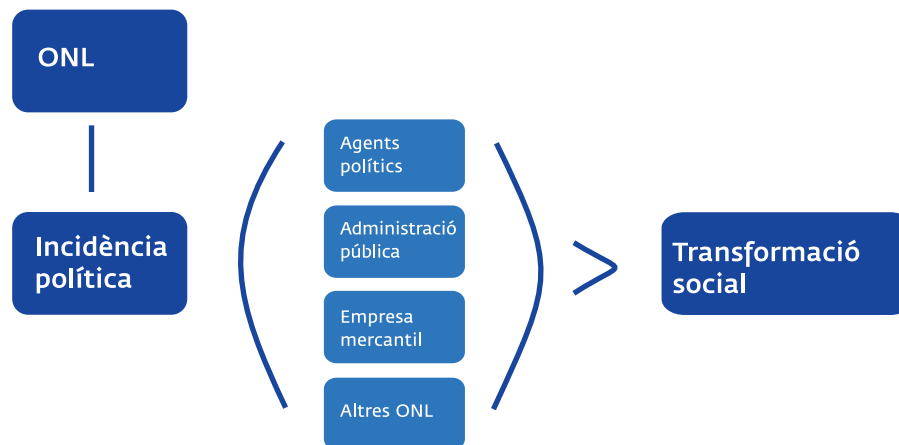 ONL
Incidència
política
Agents
polítics
Administració
pública
Empresa
mercantil
Altres ONL
Transformació
social